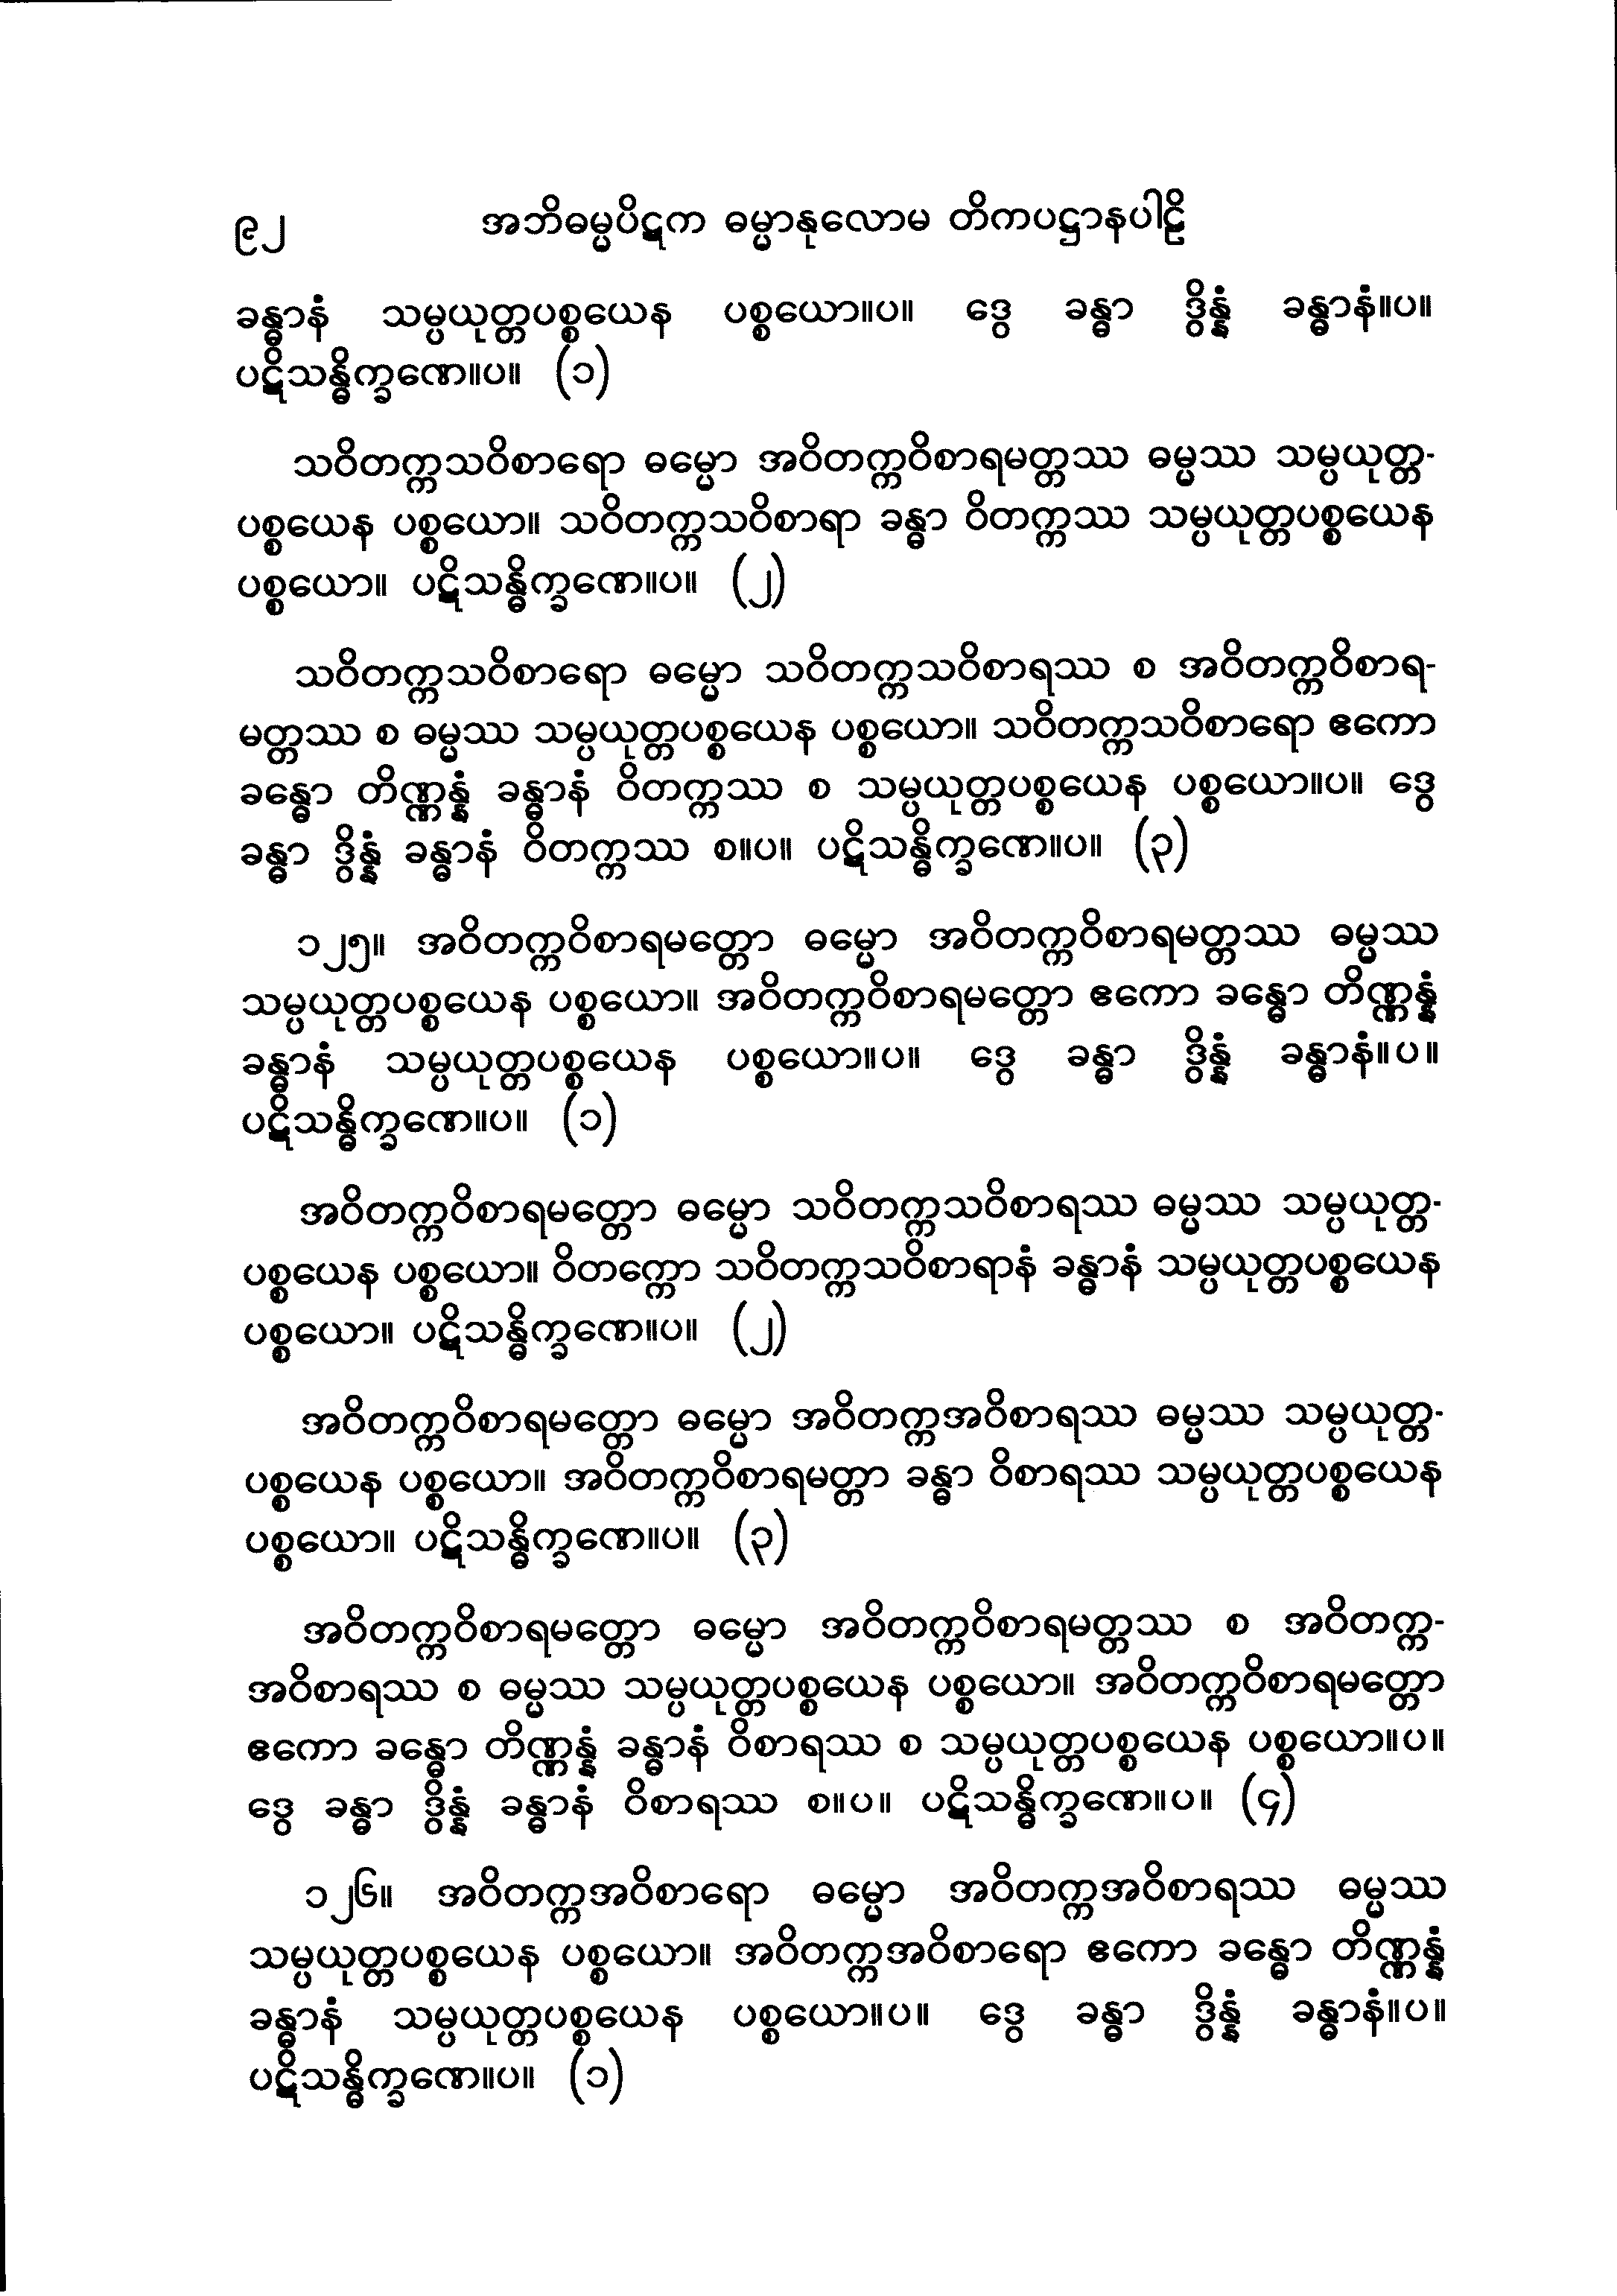 ၉၂ အဘိဓမ္မပိဋက ဓမ္မာနုလောမ တိကပဋ္ဌာနပါဠိ
ခန္ဓာနံ သမ္ပယုတ္တပစ္စယေန ပစ္စယော။ပ။ ဒွေ ခန္ဓာ ဒွိန္နံ ခန္ဓာနံ။ပ။
ပဋိသန္ဓိက္ခဏေ။ပ။ (၁)
သဝိတက္ကသဝိစာရော ဓမ္မော အဝိတက္ကဝိစာရမတ္တဿ ဓမ္မဿ သမ္ပယုတ္တ-
ပစ္စယေန ပစ္စယော။ သဝိတက္ကသဝိစာရာ ခန္ဓာ ဝိတက္ကဿ သမ္ပယုတ္တပစ္စယေန
ပစ္စယော။ ပဋိသန္ဓိက္ခဏေ။ပ။ (၂)
သဝိတက္ကသဝိစာရော ဓမ္မော သဝိတက္ကသဝိစာရဿ စ အဝိတက္ကဝိစာရ-
မတ္တဿ စ ဓမ္မဿ သမ္ပယုတ္တပစ္စယေန ပစ္စယော။ သဝိတက္ကသဝိစာရော ဧကော
ခန္ဓော တိဏ္ဏန္နံ ခန္ဓာနံ ဝိတက္ကဿ စ သမ္ပယုတ္တပစ္စယေန ပစ္စယော။ပ။ ဒွေ
ခန္ဓာ ဒွိန္နံ ခန္ဓာနံ ဝိတက္ကဿ စ။ပ။ ပဋိသန္ဓိက္ခဏေ။ပ။ (၃)
၁၂၅။ အဝိတက္ကဝိစာရမတ္တော ဓမ္မော အဝိတက္ကဝိစာရမတ္တဿ ဓမ္မဿ
သမ္ပယုတ္တပစ္စယေန ပစ္စယော။ အဝိတက္ကဝိစာရမတ္တော ဧကော ခန္ဓော တိဏ္ဏန္နံ
ခန္ဓာနံ သမ္ပယုတ္တပစ္စယေန ပစ္စယော။ပ။ ဒွေ ခန္ဓာ ဒွိန္နံ ခန္ဓာနံ။ပ။
ပဋိသန္ဓိက္ခဏေ။ပ။ (၁)
အဝိတက္ကဝိစာရမတ္တော ဓမ္မော သဝိတက္ကသဝိစာရဿ ဓမ္မဿ သမ္ပယုတ္တ-
ပစ္စယေန ပစ္စယော။ ဝိတက္ကော သဝိတက္ကသဝိစာရာနံ ခန္ဓာနံ သမ္ပယုတ္တပစ္စယေန
ပစ္စယော။ ပဋိသန္ဓိက္ခဏေ။ပ။ (၂)
အဝိတက္ကဝိစာရမတ္တော ဓမ္မော အဝိတက္ကအဝိစာရဿ ဓမ္မဿ သမ္ပယုတ္တ-
ပစ္စယေန ပစ္စယော။ အဝိတက္ကဝိစာရမတ္တာ ခန္ဓာ ဝိစာရဿ သမ္ပယုတ္တပစ္စယေန
ပစ္စယော။ ပဋိသန္ဓိက္ခဏေ။ပ။ (၃)
အဝိတက္ကဝိစာရမတ္တော ဓမ္မော အဝိတက္ကဝိစာရမတ္တဿ စ အဝိတက္က-
အဝိစာရဿ စ ဓမ္မဿ သမ္ပယုတ္တပစ္စယေန ပစ္စယော။ အဝိတက္ကဝိစာရမတ္တော
ဧကော ခန္ဓော တိဏ္ဏန္နံ ခန္ဓာနံ ဝိစာရဿ စ သမ္ပယုတ္တပစ္စယေန ပစ္စယော။ပ။
ဒွေ ခန္ဓာ ဒွိန္နံ ခန္ဓာနံ ဝိစာရဿ စ။ပ။ ပဋိသန္ဓိက္ခဏေ။ပ။ (၄)
၁၂၆။ အဝိတက္ကအဝိစာရော ဓမ္မော အဝိတက္ကအဝိစာရဿ ဓမ္မဿ
သမ္ပယုတ္တပစ္စယေန ပစ္စယော။ အဝိတက္ကအဝိစာရော ဧကော ခန္ဓော တိဏ္ဏန္နံ
ခန္ဓာနံ သမ္ပယုတ္တပစ္စယေန ပစ္စယော။ပ။ ဒွေ ခန္ဓာ ဒွိန္နံ ခန္ဓာနံ။ပ။
ပဋိသန္ဓိက္ခဏေ။ပ။ (၁)